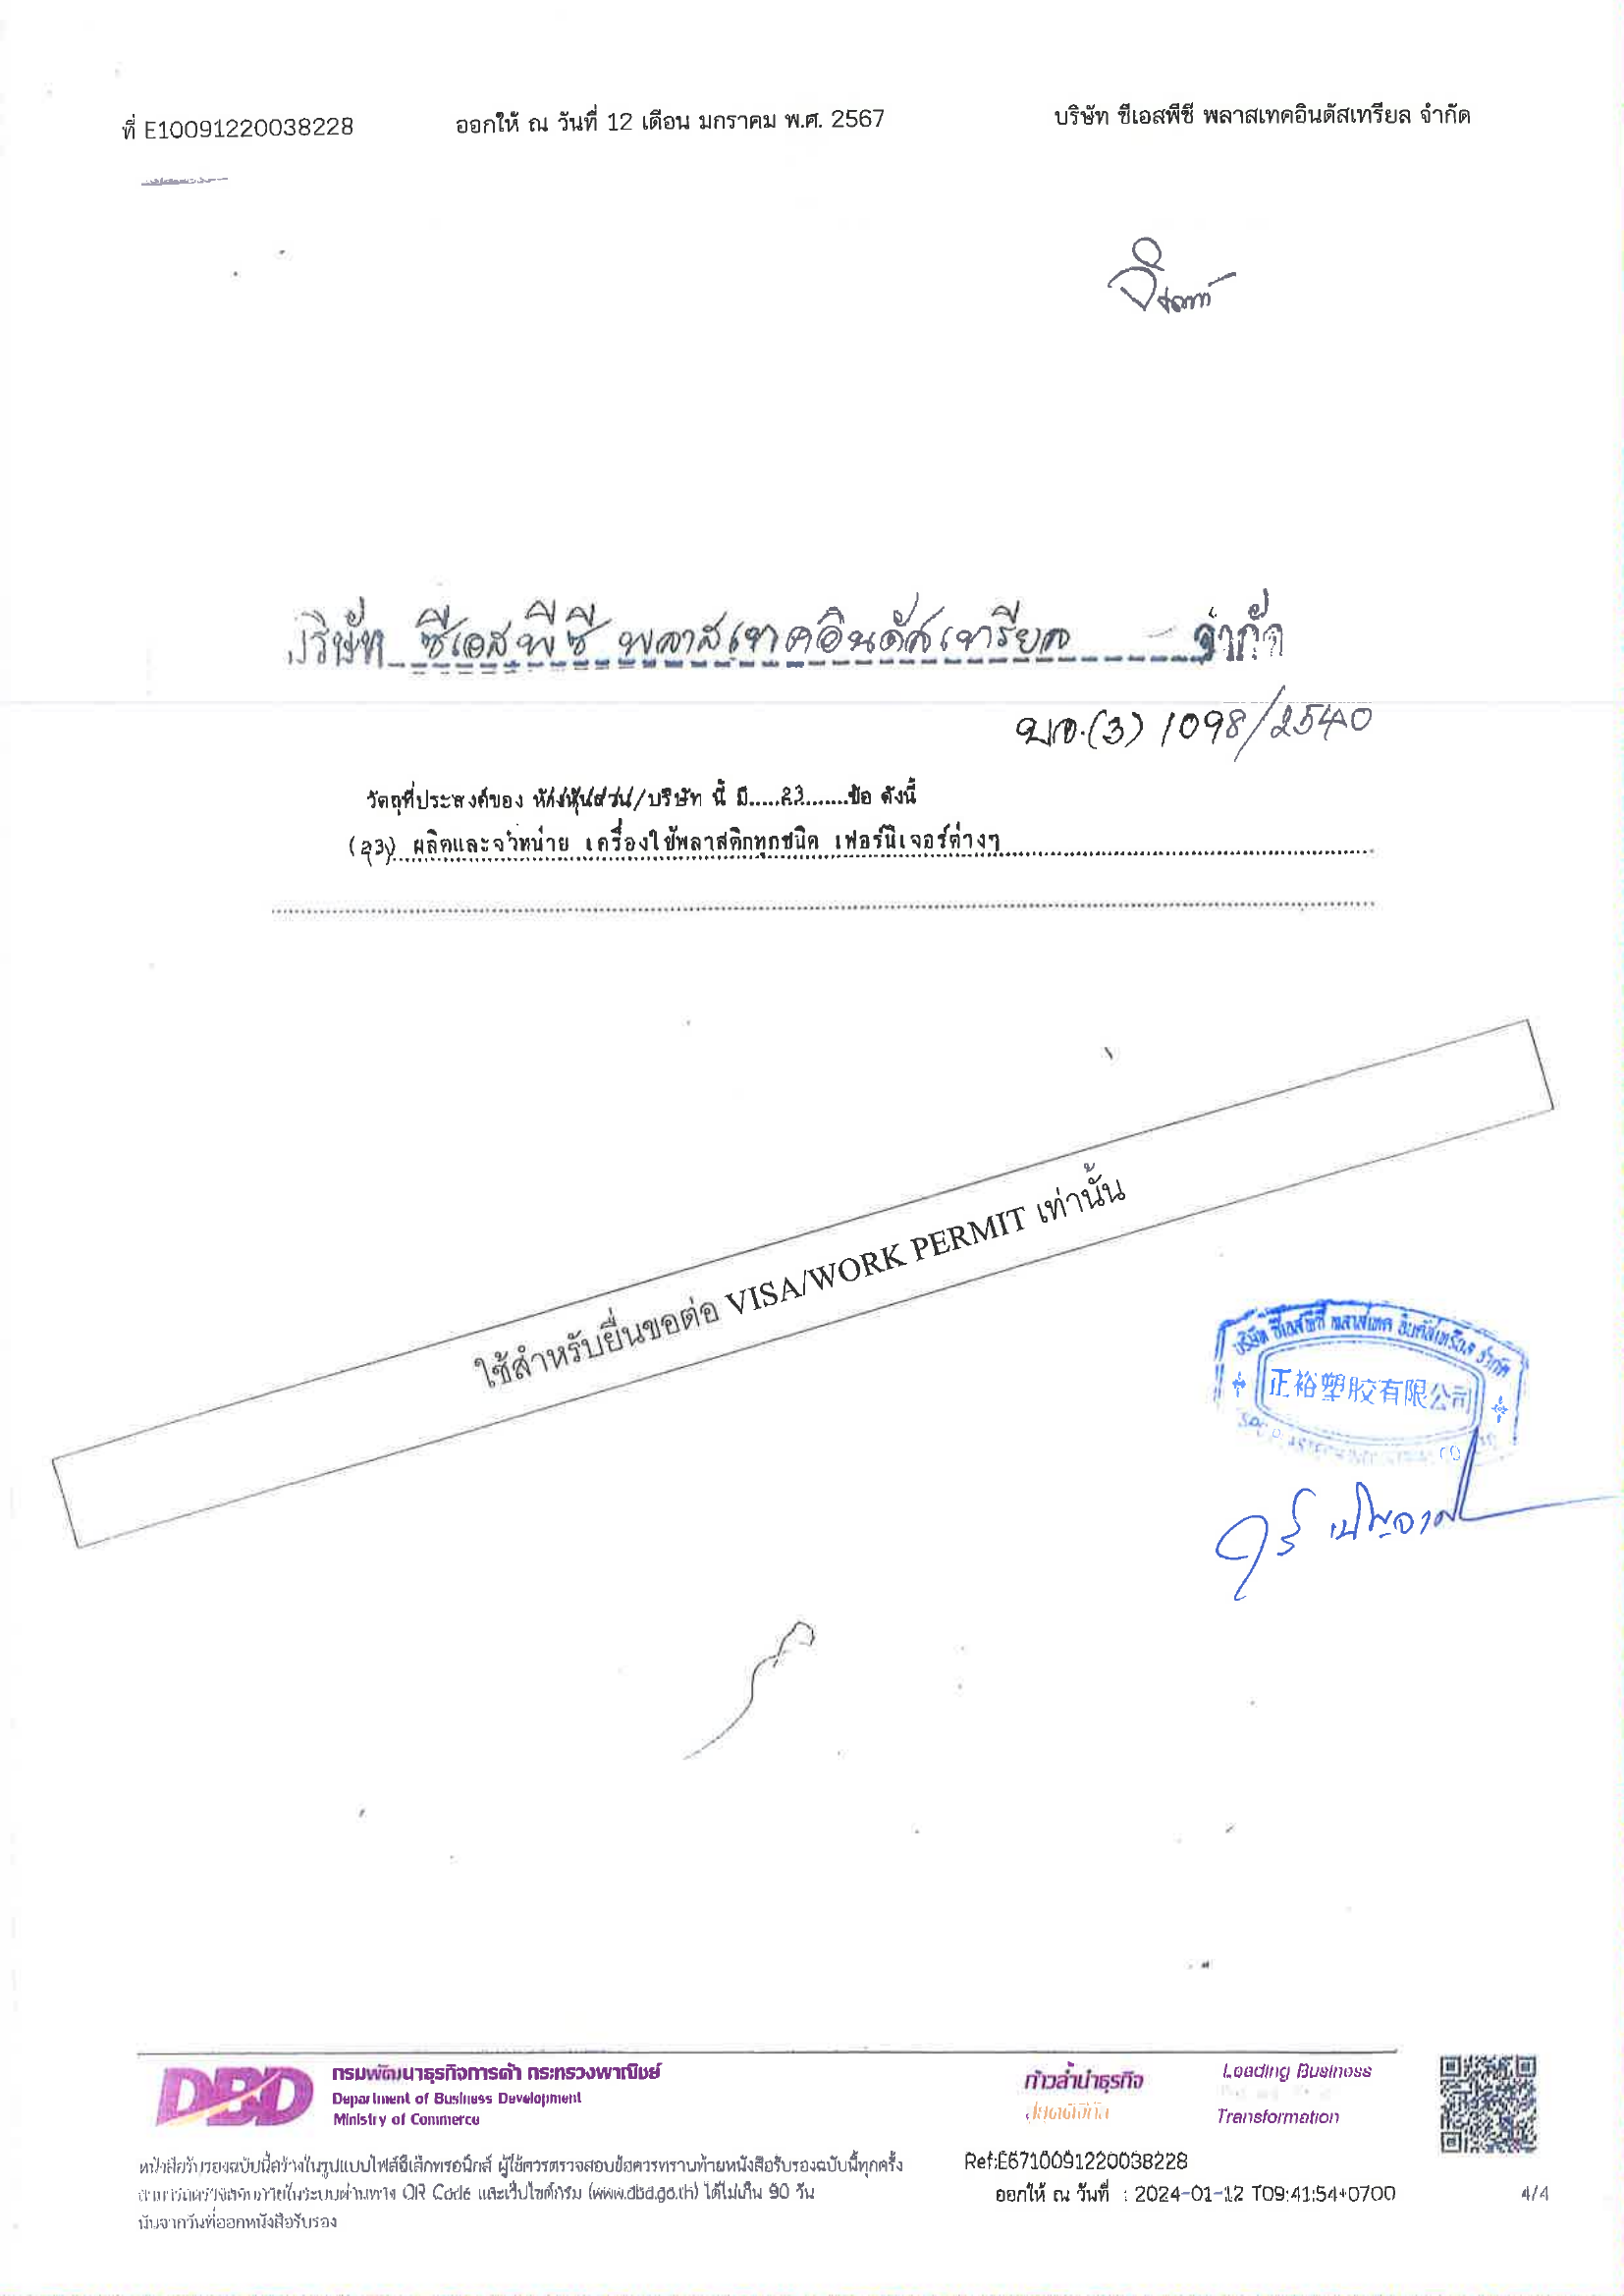 ที่ E10091220038228 ออกให้ ณ วันที่ 12 เดือน มกราคม พ.ศ. 2567 บริษัท ซีเอสพีซี พลาสเทคอินดัสเทรียล จำกัด
บริษัท ซีเอสพีซี พลาสเทคอินดัสเทรียล จำกัด
(3) 1098/2540
วัตถุที่ประสงค์ของ ห้างหุ้นส่วน/บริษัท นี้ มี.....23.......ข้อ ดังนี้
(23) ผลิตและจำหน่าย เครื่องใช้พลาสติกทุกชนิด เฟอร์นิเจอร์ต่างๆ
ใช้สำหรับยื่นขอต่อ VISA/WORK PERMIT เท่านั้น
บริษัท ซีเอสพีซี พลาสเทค อินดัสเทรียล จำกัด
正裕塑胶有限公司
DBD
กรมพัฒนาธุรกิจการค้า กระทรวงพาณิชย์
Department of Business Development
Ministry of Commerce
ก้าวล้ำนำธุรกิจ
Leading Business
Transformation
หนังสือรับรองฉบับนี้สร้างในรูปแบบไฟล์อิเล็กทรอนิกส์ ผู้ใช้ควรตรวจสอบข้อควรทราบท้ายหนังสือรับรองฉบับนี้ทุกครั้ง
สามารถตรวจสอบภายในระบบผ่านทาง QR Code และเว็บไซต์กรม (www.dbd.go.th) ได้ไม่เกิน 90 วัน
นับจากวันที่ออกหนังสือรับรอง
Ref:E6710091220038228
ออกให้ ณ วันที่ : 2024-01-12 T09:41:54+0700
4/4